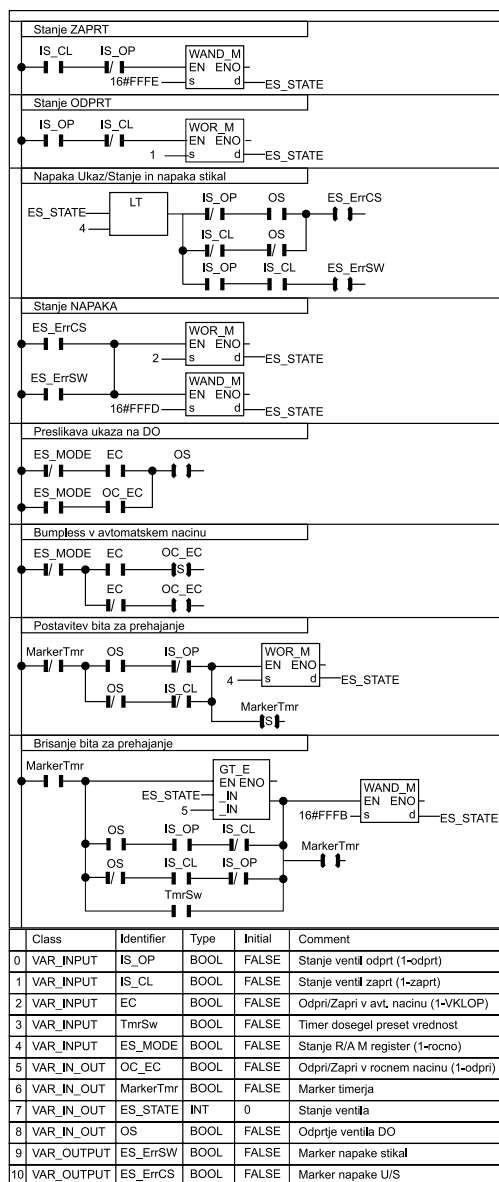 Stanje ZAPRT
IS_CL IS_OP
WAND_M
EN ENO
16#FFFE s d ES_STATE
Stanje ODPRT
IS_OP IS_CL
WOR_M
EN ENO
1 s d ES_STATE
Napaka Ukaz/Stanje in napaka stikal
LT
IS_OP OS ES_ErrCS
ES_STATE
4
IS_CL OS
IS_OP IS_CL ES_ErrSW
Stanje NAPAKA
ES_ErrCS
WOR_M
EN ENO
2 s d ES_STATE
ES_ErrSW
WAND_M
EN ENO
16#FFFD s d ES_STATE
Preslikava ukaza na DO
ES_MODE EC OS
ES_MODE OC_EC
Bumpless v avtomatskem nacinu
ES_MODE EC OC_EC
S
EC OC_EC
Postavitev bita za prehajanje
MarkerTmr OS IS_OP
WOR_M
EN ENO
4 s d ES_STATE
OS IS_CL
MarkerTmr
S
Brisanje bita za prehajanje
MarkerTmr
GT_E
EN ENO
ES_STATE _IN
5 _IN
WAND_M
EN ENO
16#FFFB s d ES_STATE
OS IS_OP IS_CL
MarkerTmr
OS IS_CL IS_OP
TmrSw
Class Identifier Type Initial Comment
0 VAR_INPUT IS_OP BOOL FALSE Stanje ventil odprt (1-odprt)
1 VAR_INPUT IS_CL BOOL FALSE Stanje ventil zaprt (1-zaprt)
2 VAR_INPUT EC BOOL FALSE Odpri/Zapri v avt. nacinu (1-VKLOP)
3 VAR_INPUT TmrSw BOOL FALSE Timer dosegel preset vrednost
4 VAR_INPUT ES_MODE BOOL FALSE Stanje R/A M register (1-rocno)
5 VAR_IN_OUT OC_EC BOOL FALSE Odpri/Zapri v rocnem nacinu (1-odpri)
6 VAR_IN_OUT MarkerTmr BOOL FALSE Marker timerja
7 VAR_IN_OUT ES_STATE INT 0 Stanje ventila
8 VAR_IN_OUT OS BOOL FALSE Odprtje ventila DO
9 VAR_OUTPUT ES_ErrSW BOOL FALSE Marker napake stikal
10 VAR_OUTPUT ES_ErrCS BOOL FALSE Marker napake U/S